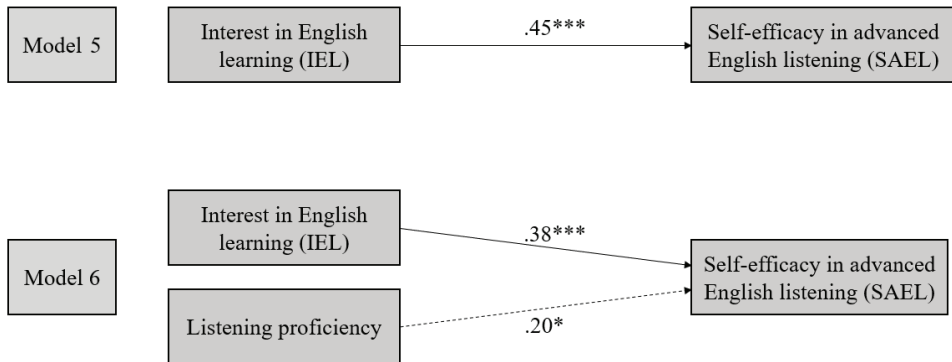 Model 5
Interest in English
learning (IEL)
.45***
Self-efficacy in advanced
English listening (SAEL)
Model 6
Interest in English
learning (IEL)
.38***
Self-efficacy in advanced
English listening (SAEL)
Listening proficiency
.20*